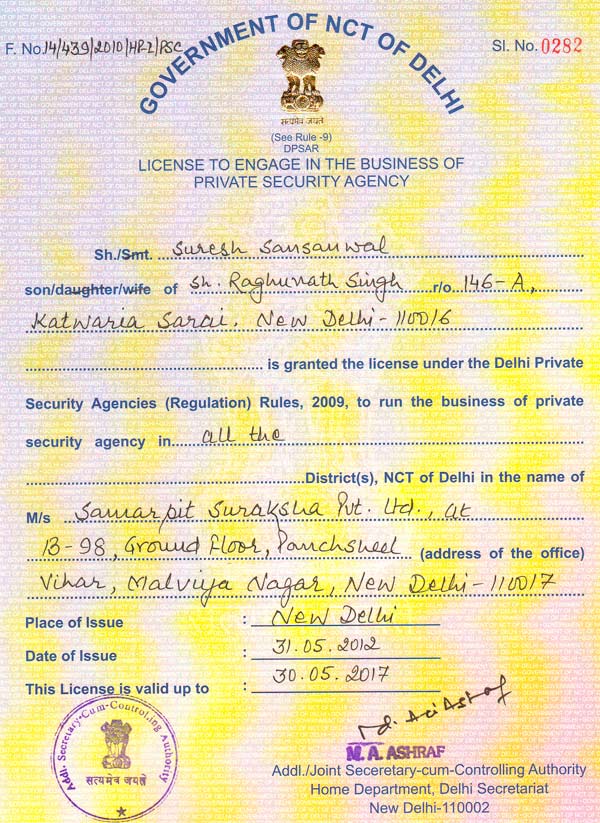 GOVERNMENT OF NCT OF DELHI
F. No. 14/439/2010/HP-I/PSC
Sl. No. 0282
सत्यमेव जयते
(See Rule -9)
DPSAR
LICENSE TO ENGAGE IN THE BUSINESS OF
PRIVATE SECURITY AGENCY
Sh./Smt. Suresh Sansanwal
son/daughter/wife of Sh. Raghunath Singh r/o 146-A,
Katwaria Sarai, New Delhi-110016
is granted the license under the Delhi Private
Security Agencies (Regulation) Rules, 2009, to run the business of private
security agency in all the
District(s), NCT of Delhi in the name of
M/s Samarpit Suraksha Pvt. Ltd., at
B-98, Ground Floor, Panchsheel (address of the office)
Vihar, Malviya Nagar, New Delhi-110017
Place of Issue : New Delhi
Date of Issue : 31.05.2012
This License is valid up to : 30.05.2017
Addl. Secretary-Cum-Controlling Authority
सत्यमेव जयते
M. A. ASHRAF
Addl./Joint Seceretary-cum-Controlling Authority
Home Department, Delhi Secretariat
New Delhi-110002